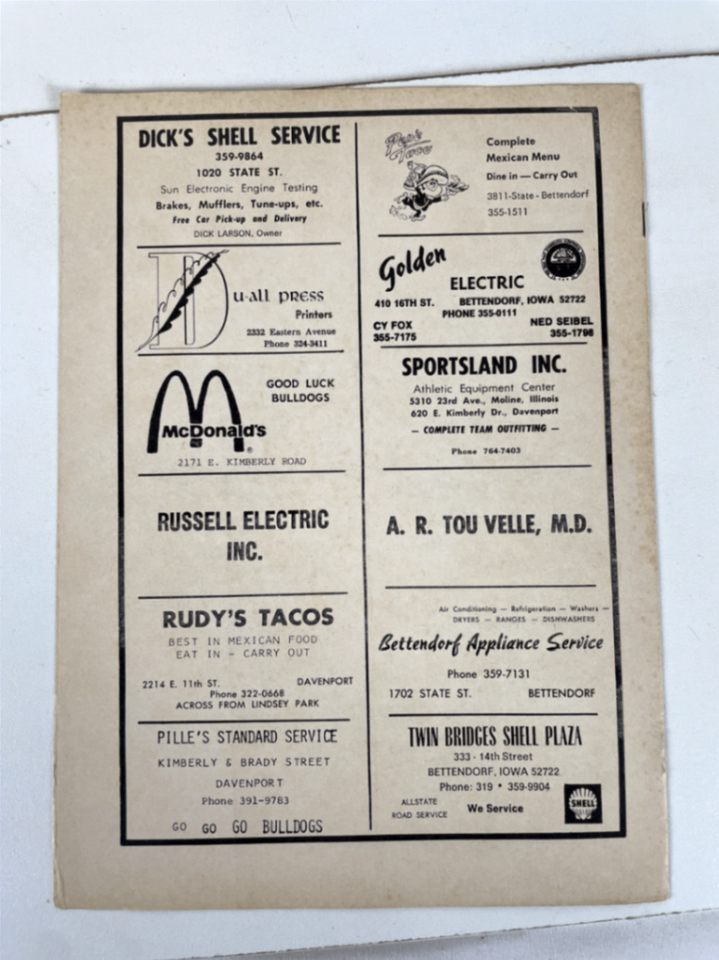 DICK'S SHELL SERVICE
359-9864
1020 STATE ST.
Sun Electronic Engine Testing
Brakes, Mufflers, Tune-ups, etc.
Free Car Pick-up and Delivery
DICK LARSON, Owner
Du-all press
Printers
2332 Eastern Avenue
Phone 324-3411
GOOD LUCK
BULLDOGS
McDonald's
®
2171 E. KIMBERLY ROAD
RUSSELL ELECTRIC
INC.
RUDY'S TACOS
BEST IN MEXICAN FOOD
EAT IN - CARRY OUT
2214 E. 11th ST. DAVENPORT
Phone 322-0668
ACROSS FROM LINDSEY PARK
PILLE'S STANDARD SERVICE
KIMBERLY & BRADY STREET
DAVENPORT
Phone 391-9783
GO GO GO BULLDOGS
Taco
Complete
Mexican Menu
Dine in — Carry Out
3811-State - Bettendorf
355-1511
Golden
ELECTRIC
410 16TH ST. BETTENDORF, IOWA 52722
PHONE 355-0111
CY FOX NED SEIBEL
355-7175 355-1798
SPORTSLAND INC.
Athletic Equipment Center
5310 23rd Ave., Moline, Illinois
620 E. Kimberly Dr., Davenport
— COMPLETE TEAM OUTFITTING —
Phone 764-7403
A. R. TOU VELLE, M.D.
Air Conditioning — Refrigeration — Washers —
DRYERS — RANGES — DISHWASHERS
Bettendorf Appliance Service
Phone 359-7131
1702 STATE ST. BETTENDORF
TWIN BRIDGES SHELL PLAZA
333 - 14th Street
BETTENDORF, IOWA 52722
Phone: 319 • 359-9904
ALLSTATE
ROAD SERVICE
We Service
SHELL